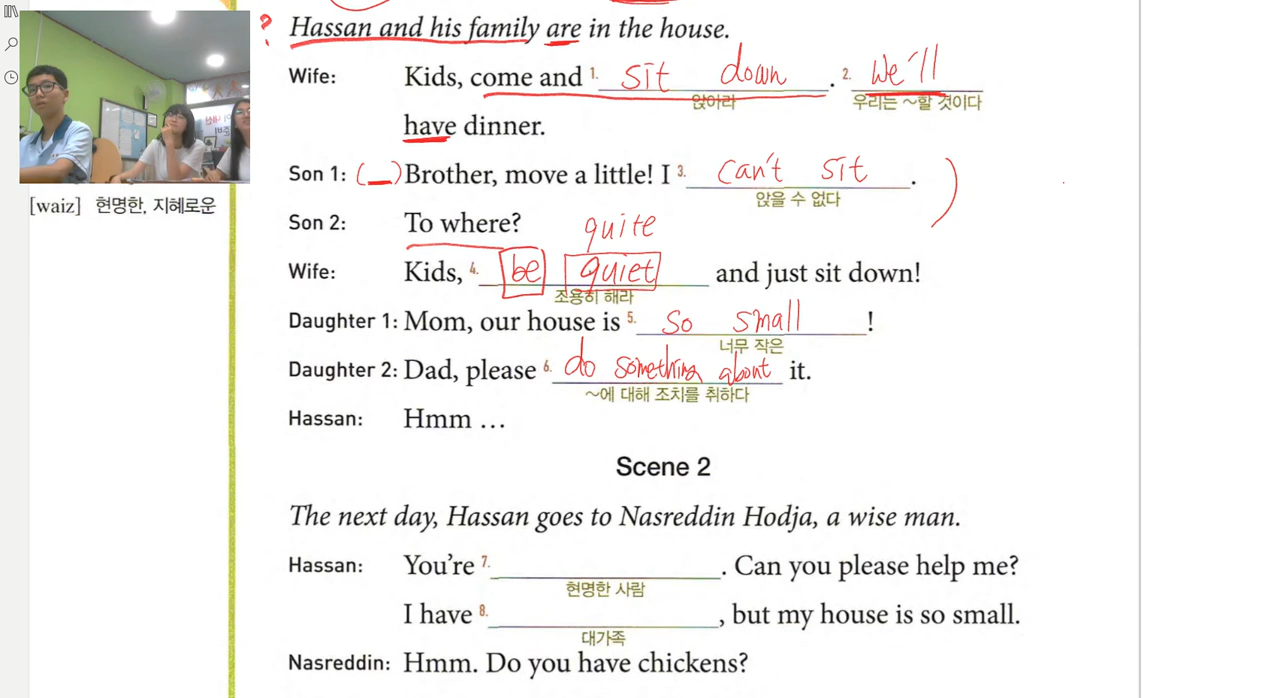 Hassan and his family are in the house.
Wife: Kids, come and 1. sit down . 2. We'll
앉아라 우리는 ~할 것이다
have dinner.
Son 1: ( ) Brother, move a little! I 3. can't sit .
[waiz] 현명한, 지혜로운
앉을 수 없다
Son 2: To where? quite
Wife: Kids, 4. be quiet and just sit down!
조용히 해라
Daughter 1: Mom, our house is 5. so small !
너무 작은
Daughter 2: Dad, please 6. do something about it.
~에 대해 조치를 취하다
Hassan: Hmm …
Scene 2
The next day, Hassan goes to Nasreddin Hodja, a wise man.
Hassan: You're 7. . Can you please help me?
현명한 사람
I have 8. , but my house is so small.
대가족
Nasreddin: Hmm. Do you have chickens?